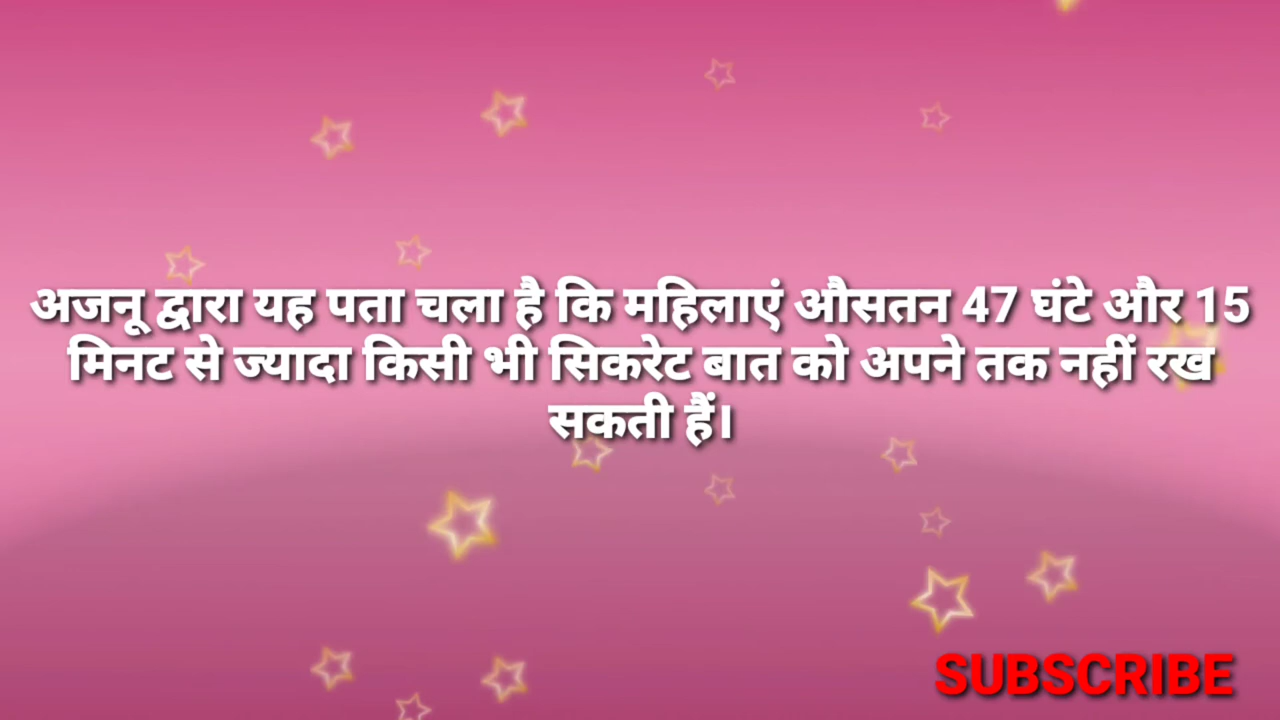 अजनू द्वारा यह पता चला है कि महिलाएं औसतन 47 घंटे और 15
मिनट से ज्यादा किसी भी सिकरेट बात को अपने तक नहीं रख
सकती हैं।
SUBSCRIBE